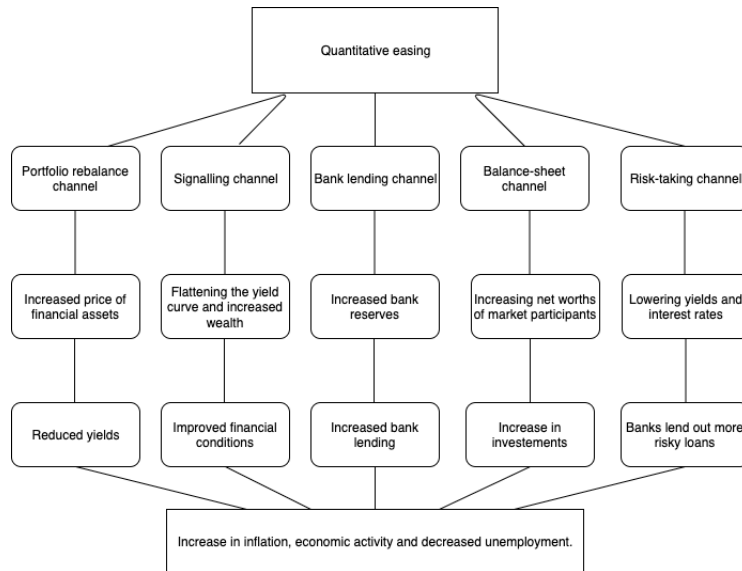 Quantitative easing
Portfolio rebalance
channel
Signalling channel
Bank lending channel
Balance-sheet
channel
Risk-taking channel
Increased price of
financial assets
Flattening the yield
curve and increased
wealth
Increased bank
reserves
Increasing net worths
of market participants
Lowering yields and
interest rates
Reduced yields
Improved financial
conditions
Increased bank
lending
Increase in
investements
Banks lend out more
risky loans
Increase in inflation, economic activity and decreased unemployment.